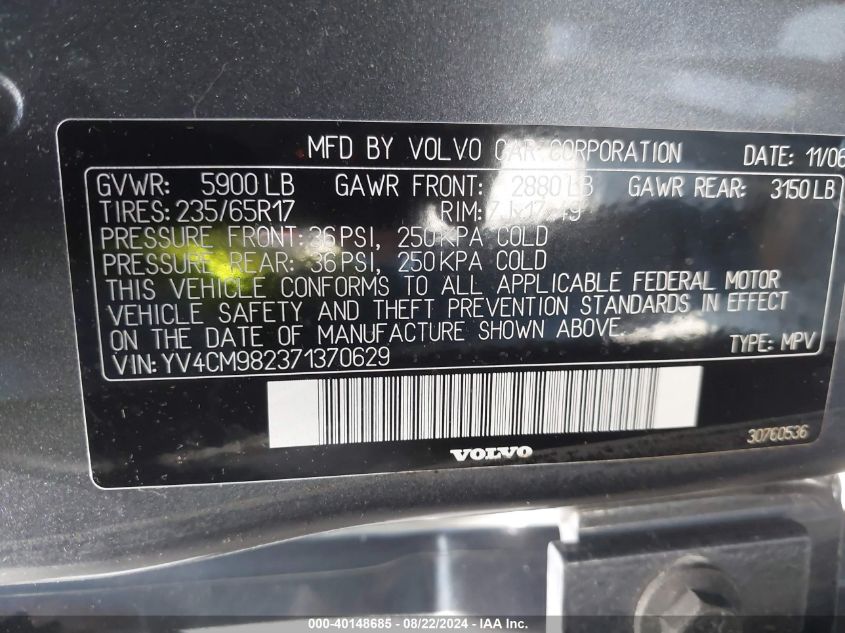 MFD BY VOLVO CAR CORPORATION DATE: 11/06
GVWR: 5900 LB GAWR FRONT: 2880 LB GAWR REAR: 3150 LB
TIRES: 235/65R17 RIM:
PRESSURE FRONT: 36 PSI, 250 KPA COLD
PRESSURE REAR: 36 PSI, 250 KPA COLD
THIS VEHICLE CONFORMS TO ALL APPLICABLE FEDERAL MOTOR
VEHICLE SAFETY AND THEFT PREVENTION STANDARDS IN EFFECT
ON THE DATE OF MANUFACTURE SHOWN ABOVE.
TYPE: MPV
VIN: YV4CM982371370629
30760536
VOLVO
000-40148685 - 08/22/2024 - IAA Inc.